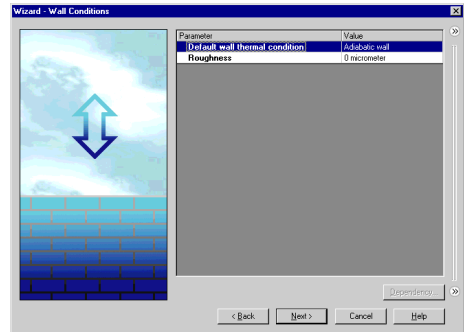 Wizard - Wall Conditions
Parameter Value
Default wall thermal condition Adiabatic wall
Roughness 0 micrometer
Dependency...
< Back Next > Cancel Help